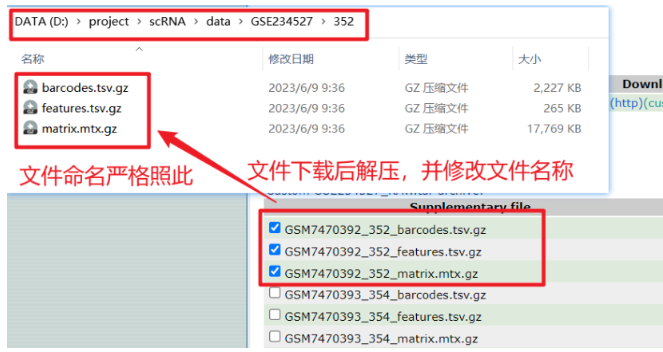 DATA (D:) > project > scRNA > data > GSE234527 > 352
名称 修改日期 类型 大小
barcodes.tsv.gz 2023/6/9 9:36 GZ 压缩文件 2,227 KB
features.tsv.gz 2023/6/9 9:36 GZ 压缩文件 265 KB
matrix.mtx.gz 2023/6/9 9:36 GZ 压缩文件 17,769 KB
Downl
(http)(cus
文件命名严格照此
文件下载后解压，并修改文件名称
Supplementary file
GSM7470392_352_barcodes.tsv.gz
GSM7470392_352_features.tsv.gz
GSM7470392_352_matrix.mtx.gz
GSM7470393_354_barcodes.tsv.gz
GSM7470393_354_features.tsv.gz
GSM7470393_354_matrix.mtx.gz